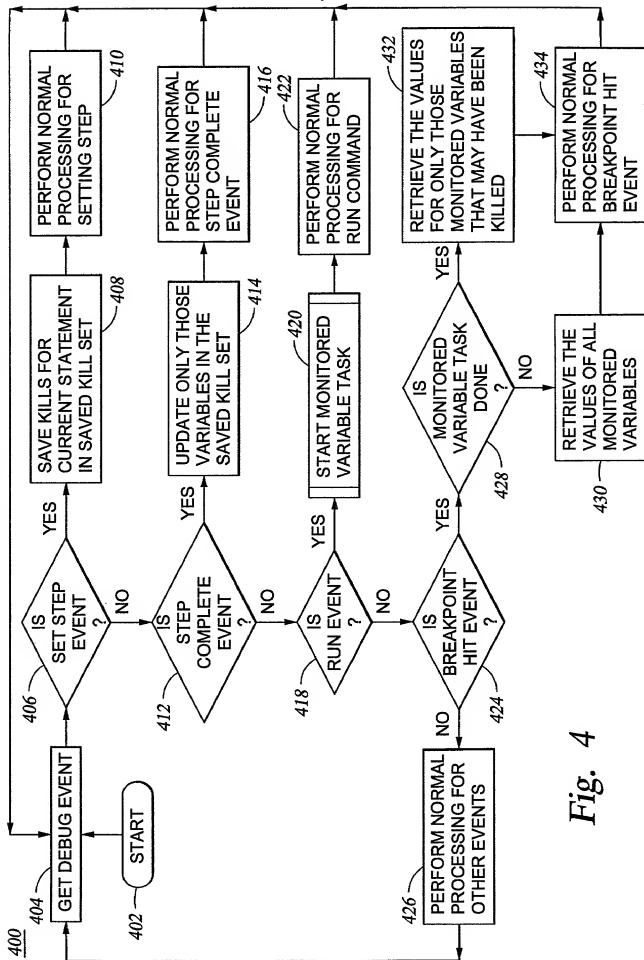 400
402
START
404
GET DEBUG EVENT
406
IS
SET STEP
EVENT
?
YES
NO
408
SAVE KILLS FOR
CURRENT STATEMENT
IN SAVED KILL SET
410
PERFORM NORMAL
PROCESSING FOR
SETTING STEP
412
IS
STEP
COMPLETE
EVENT
?
YES
NO
414
UPDATE ONLY THOSE
VARIABLES IN THE
SAVED KILL SET
416
PERFORM NORMAL
PROCESSING FOR
STEP COMPLETE
EVENT
418
IS
RUN EVENT
?
YES
NO
420
START MONITORED
VARIABLE TASK
422
PERFORM NORMAL
PROCESSING FOR
RUN COMMAND
424
IS
BREAKPOINT
HIT EVENT
?
NO
YES
426
PERFORM NORMAL
PROCESSING FOR
OTHER EVENTS
428
IS
MONITORED
VARIABLE TASK
DONE
?
YES
NO
430
RETRIEVE THE
VALUES OF ALL
MONITORED
VARIABLES
432
RETRIEVE THE VALUES
FOR ONLY THOSE
MONITORED VARIABLES
THAT MAY HAVE BEEN
KILLED
434
PERFORM NORMAL
PROCESSING FOR
BREAKPOINT HIT
EVENT
Fig. 4